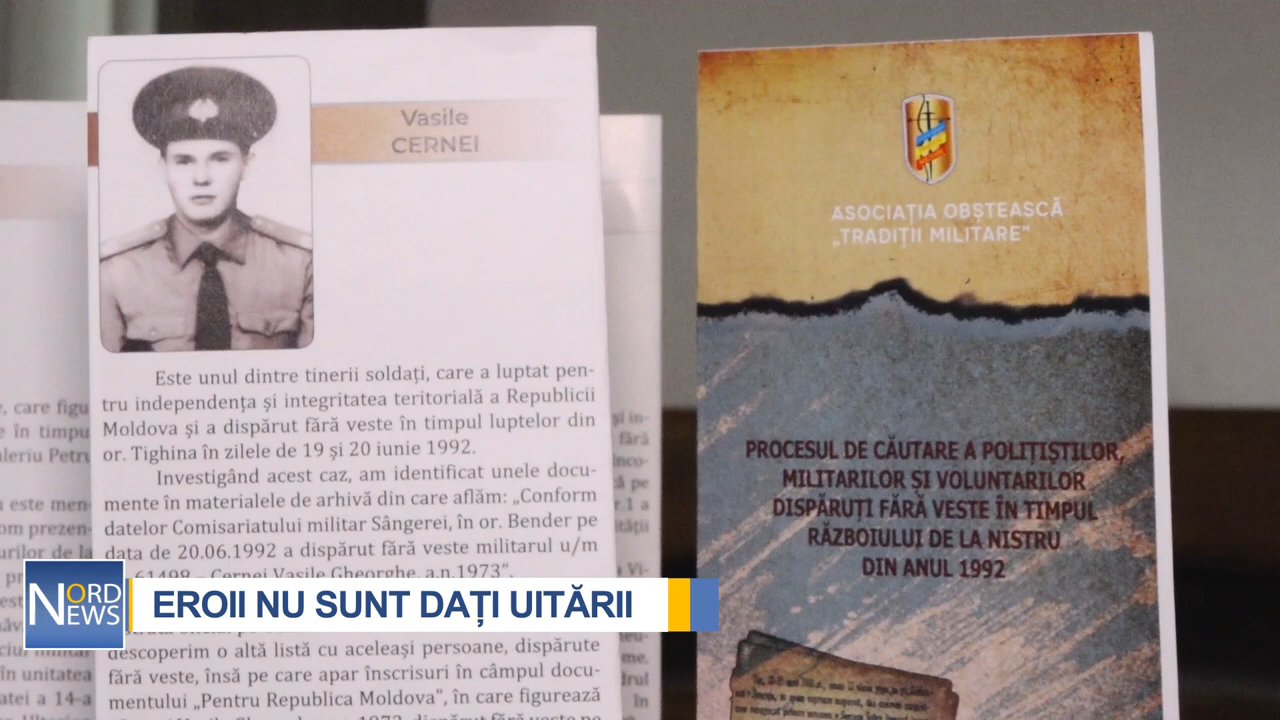 Vasile
CERNEI
Este unul dintre tinerii soldați, care a luptat pen-
tru independența și integritatea teritorială a Republicii
Moldova și a dispărut fără veste în timpul luptelor din
or. Tighina în zilele de 19 și 20 iunie 1992.
Investigând acest caz, am identificat unele docu-
mente în materialele de arhivă din care aflăm: „Conform
datelor Comisariatului militar Sângerei, în or. Bender pe
data de 20.06.1992 a dispărut fără veste militarul u/m
61498 – Cernei Vasile Gheorghe, a.n.1973”.
descoperim o altă listă cu aceleași persoane, dispărute
fără veste, însă pe care apar înscrisuri în câmpul docu-
mentului „Pentru Republica Moldova”, în care figurează
ASOCIAȚIA OBȘTEASCĂ
„TRADIȚII MILITARE”
PROCESUL DE CĂUTARE A POLIȚIȘTILOR,
MILITARILOR ȘI VOLUNTARILOR
DISPĂRUȚI FĂRĂ VESTE ÎN TIMPUL
RĂZBOIULUI DE LA NISTRU
DIN ANUL 1992
NORD
NEWS
EROII NU SUNT DAȚI UITĂRII